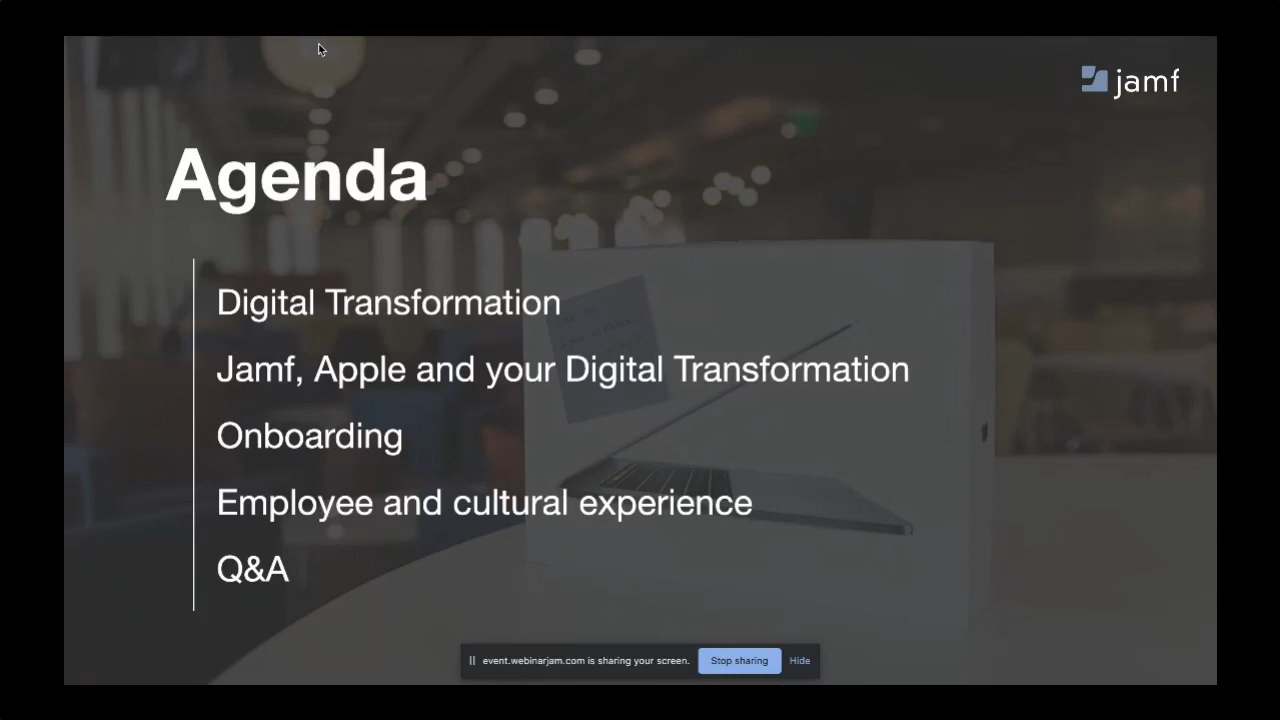 jamf
Agenda
Digital Transformation
Jamf, Apple and your Digital Transformation
Onboarding
Employee and cultural experience
Q&A
event.webinarjam.com is sharing your screen.
Stop sharing
Hide